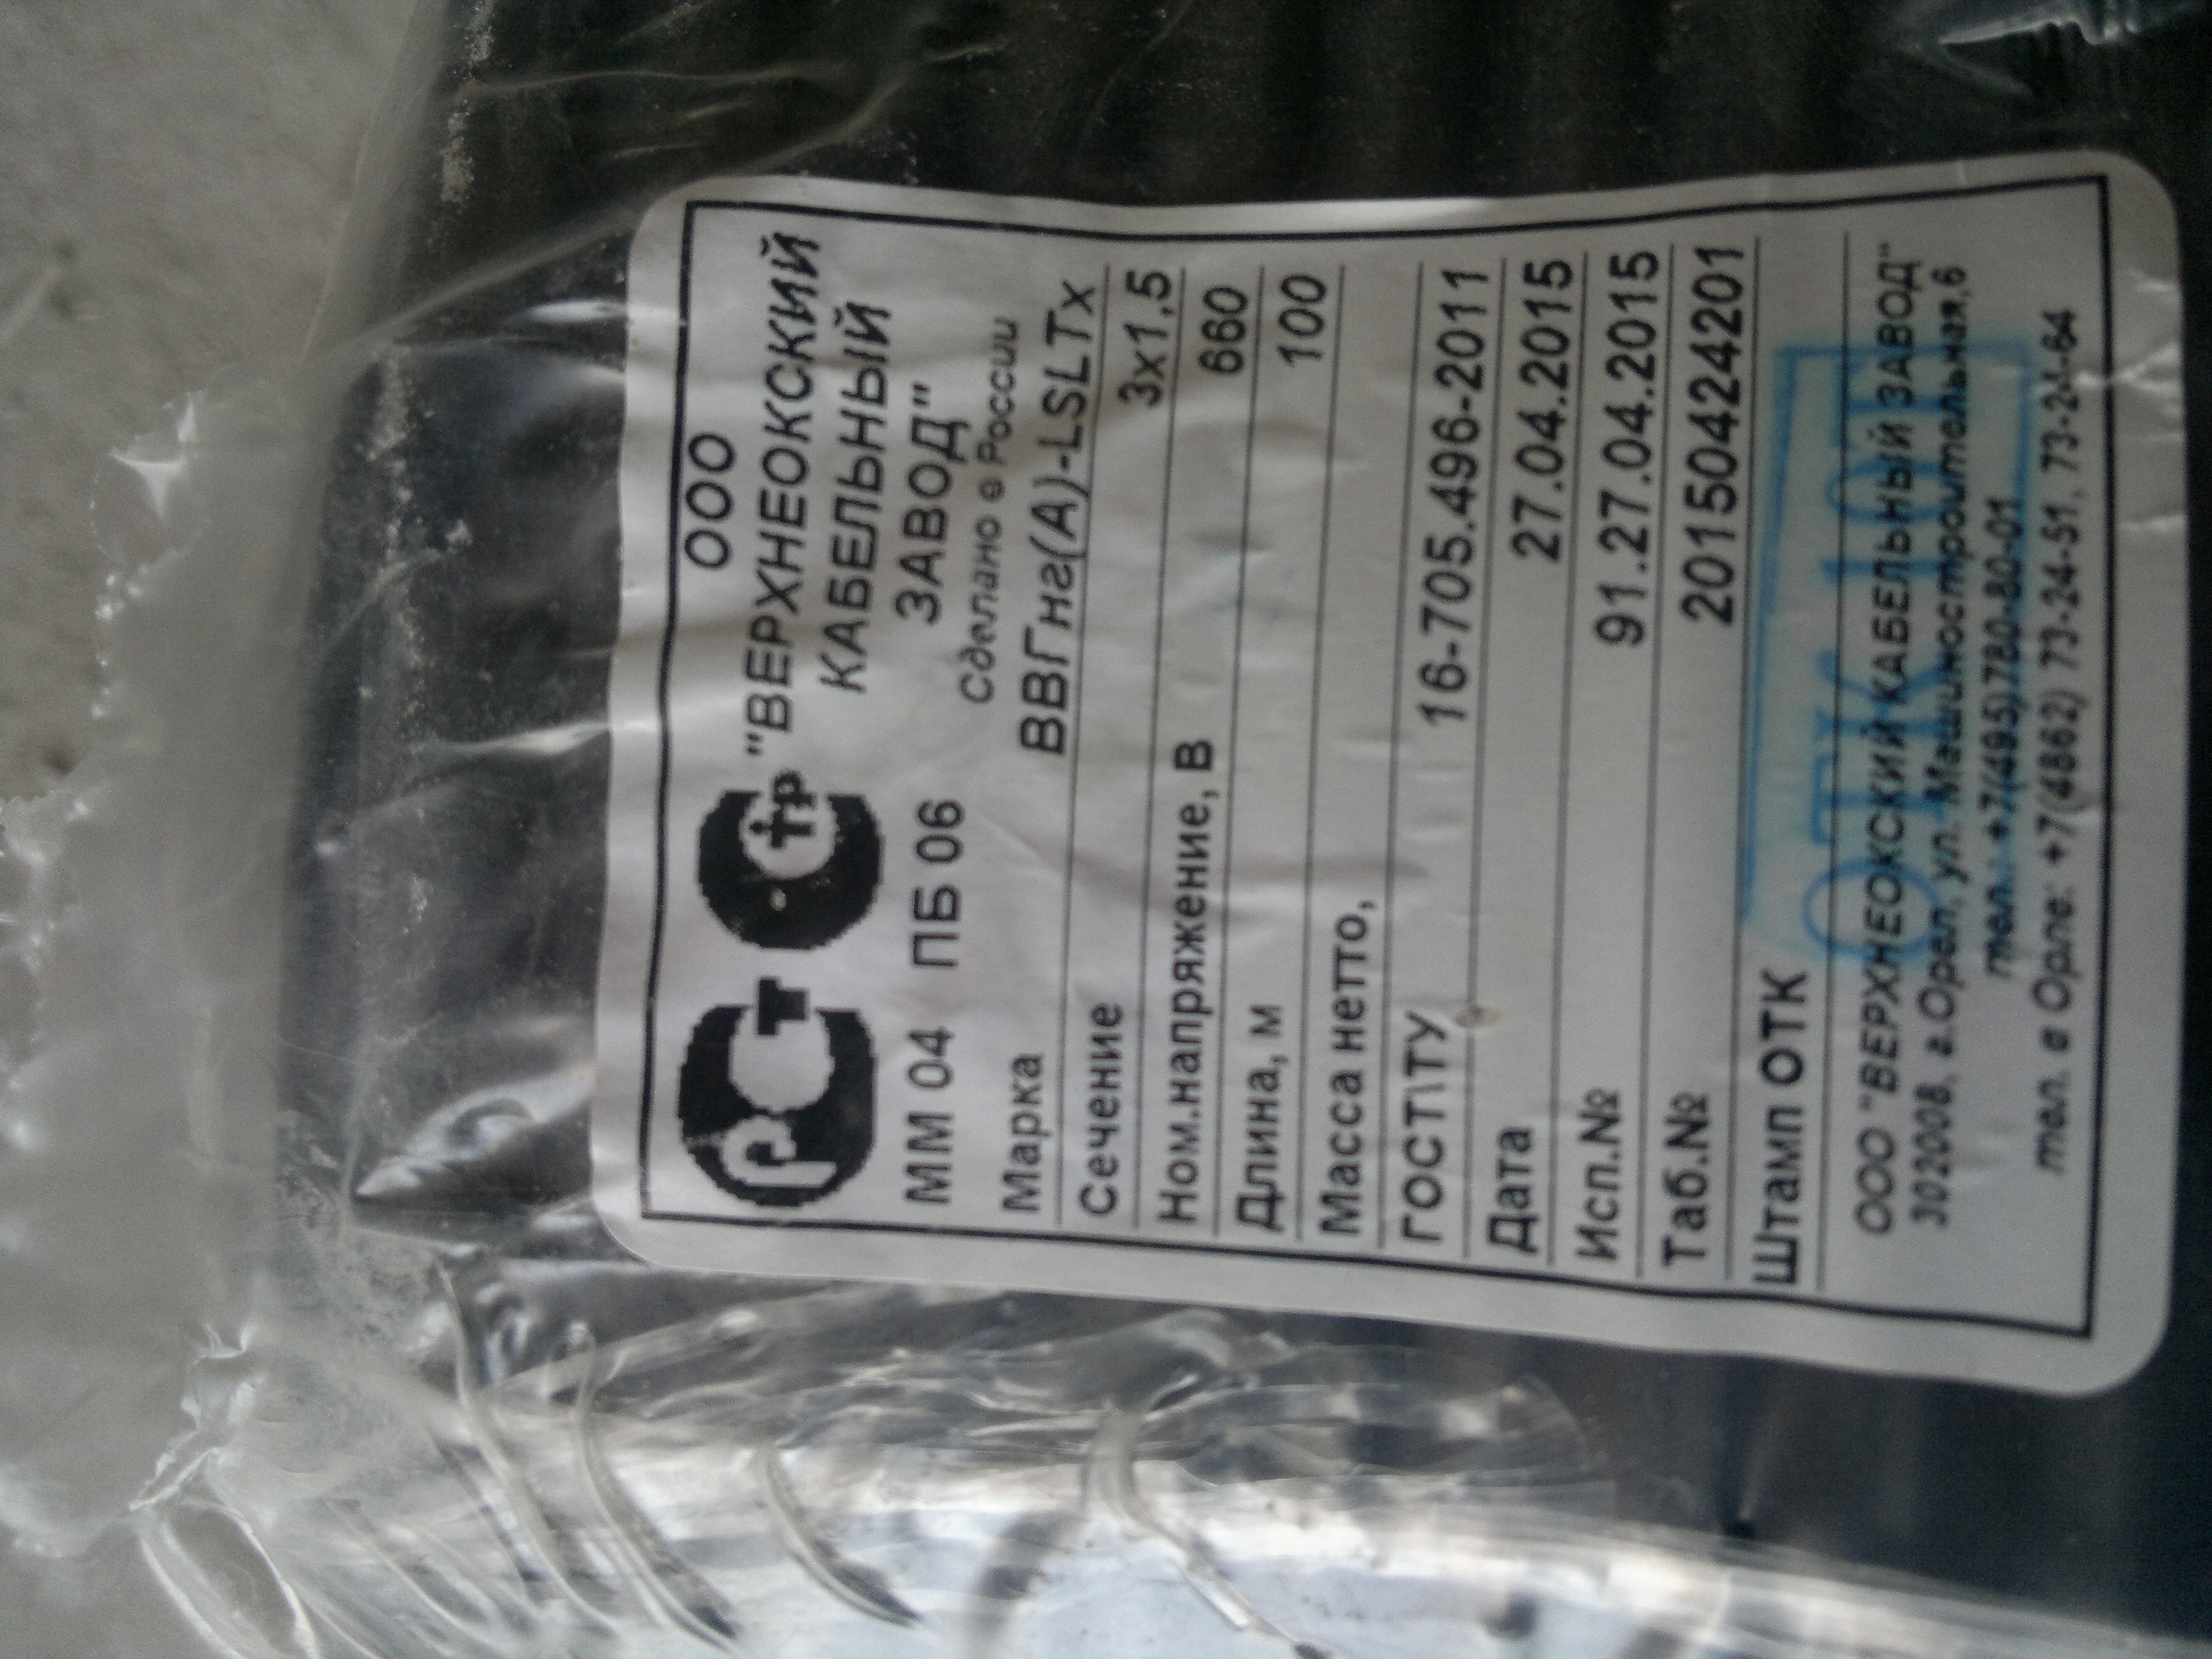 ООО
"ВЕРХНЕОКСКИЙ
КАБЕЛЬНЫЙ
ЗАВОД"
Сделано в России
ММ 04 ПБ 06
Марка ВВГнг(А)-LSLTx
Сечение 3х1,5
Ном.напряжение, В 660
Длина, м 100
Масса нетто,
ГОСТ\ТУ 16-705.496-2011
Дата 27.04.2015
Исп.№ 91.27.04.2015
Таб.№ 20150424201
Штамп ОТК
ООО "ВЕРХНЕОКСКИЙ КАБЕЛЬНЫЙ ЗАВОД"
302008, г.Орел, ул. Машиностроительная,6
тел.: +7(495)780-80-01
тел. в Орле: +7(4862) 73-24-51, 73-24-64